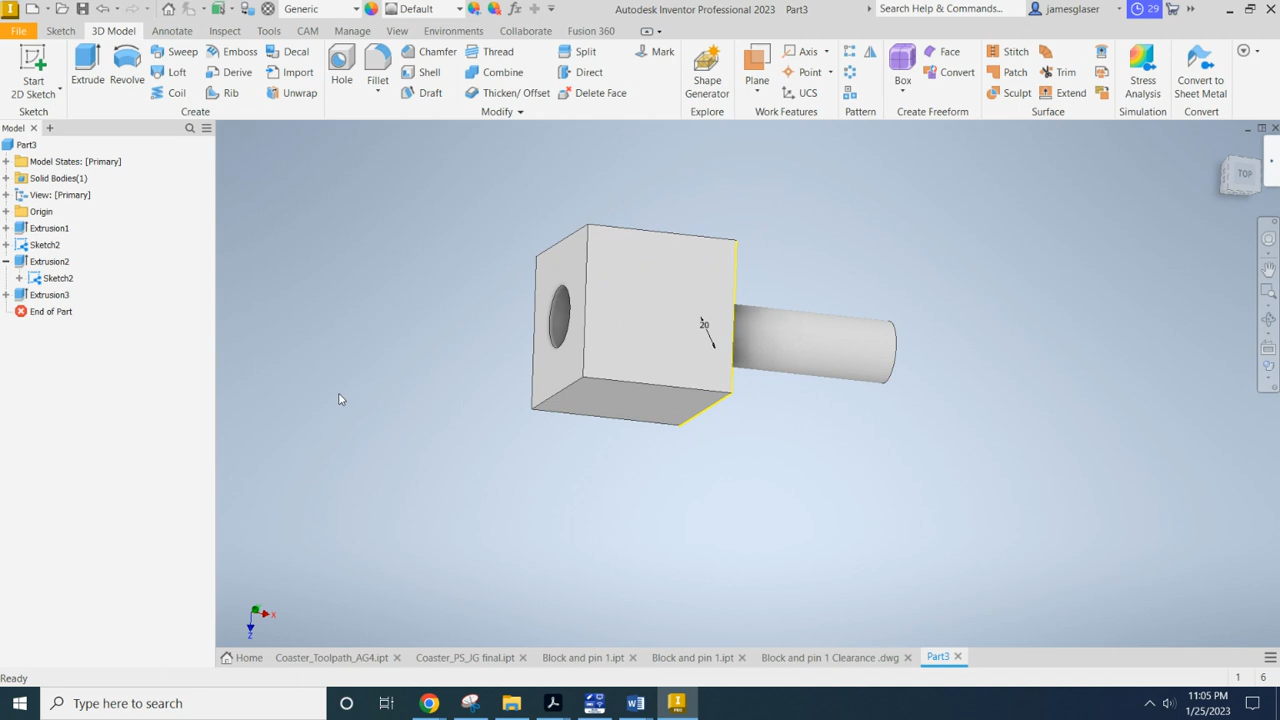 Generic
Default
Autodesk Inventor Professional 2023 Part3
Search Help & Commands...
jamesglaser
29
File Sketch 3D Model Annotate Inspect Tools CAM Manage View Environments Collaborate Fusion 360
Start
2D Sketch
Extrude
Revolve
Sweep
Loft
Coil
Emboss
Derive
Rib
Decal
Import
Unwrap
Hole
Fillet
Chamfer
Shell
Draft
Thread
Combine
Thicken/ Offset
Split
Direct
Delete Face
Mark
Shape
Generator
Plane
Axis
Point
UCS
Box
Face
Convert
Stitch
Patch
Sculpt
Trim
Extend
Stress
Analysis
Convert to
Sheet Metal
Sketch Create Modify Explore Work Features Pattern Create Freeform Surface Simulation Convert
Model
Part3
Model States: [Primary]
Solid Bodies(1)
View: [Primary]
Origin
Extrusion1
Sketch2
Extrusion2
Sketch2
Extrusion3
End of Part
TOP
20
x
z
Home Coaster_Toolpath_AG4.ipt Coaster_PS_JG final.ipt Block and pin 1.ipt Block and pin 1.ipt Block and pin 1 Clearance .dwg Part3
Ready 1 6
Type here to search
11:05 PM
1/25/2023